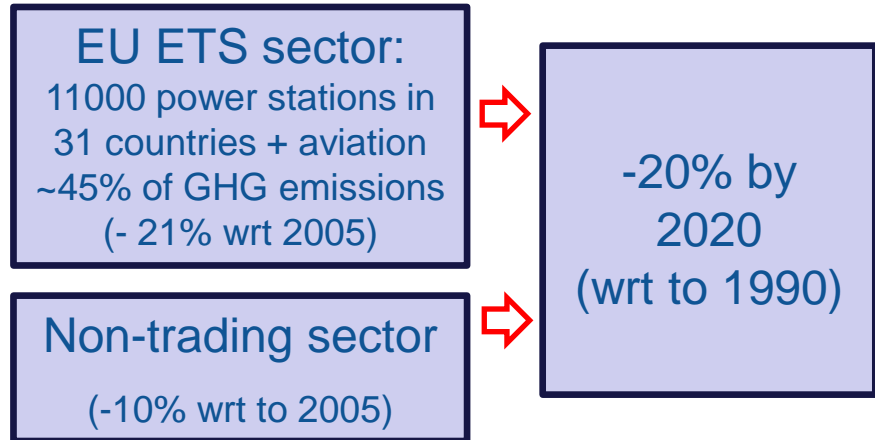 EU ETS sector:
11000 power stations in
31 countries + aviation
~45% of GHG emissions
(- 21% wrt 2005)
Non-trading sector
(-10% wrt to 2005)
-20% by
2020
(wrt to 1990)